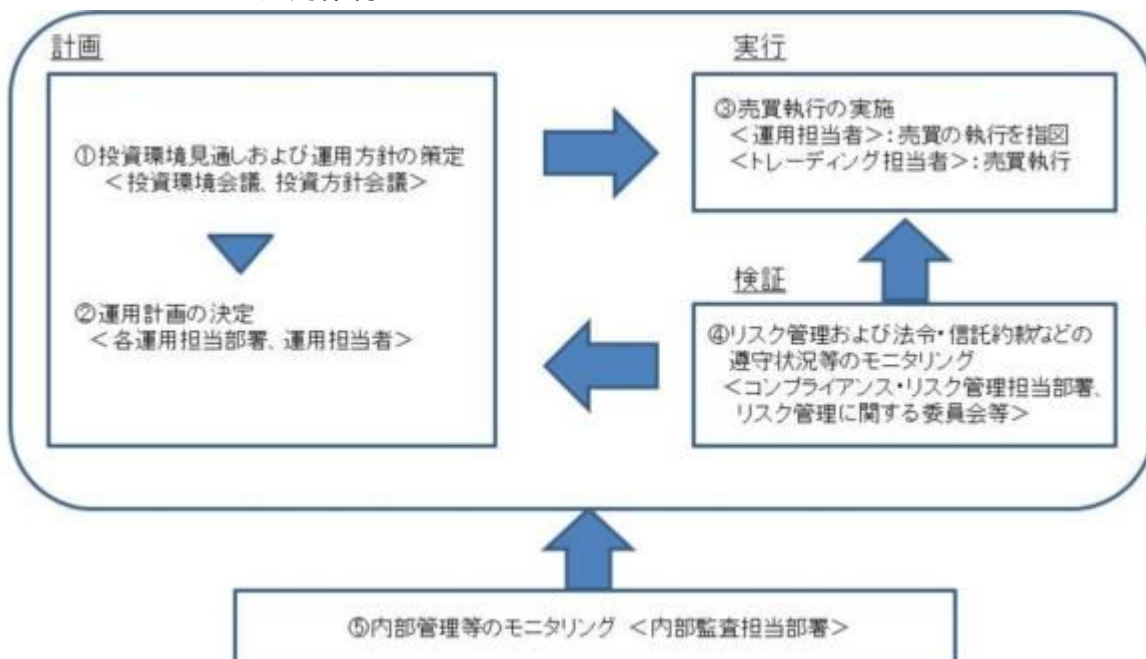 計画
①投資環境見通しおよび運用方針の策定
＜投資環境会議、投資方針会議＞
②運用計画の決定
＜各運用担当部署、運用担当者＞
実行
③売買執行の実施
＜運用担当者＞：売買の執行を指図
＜トレーディング担当者＞：売買執行
検証
④リスク管理および法令・信託約款などの
遵守状況等のモニタリング
＜コンプライアンス・リスク管理担当部署、
リスク管理に関する委員会等＞
⑤内部管理等のモニタリング ＜内部監査担当部署＞